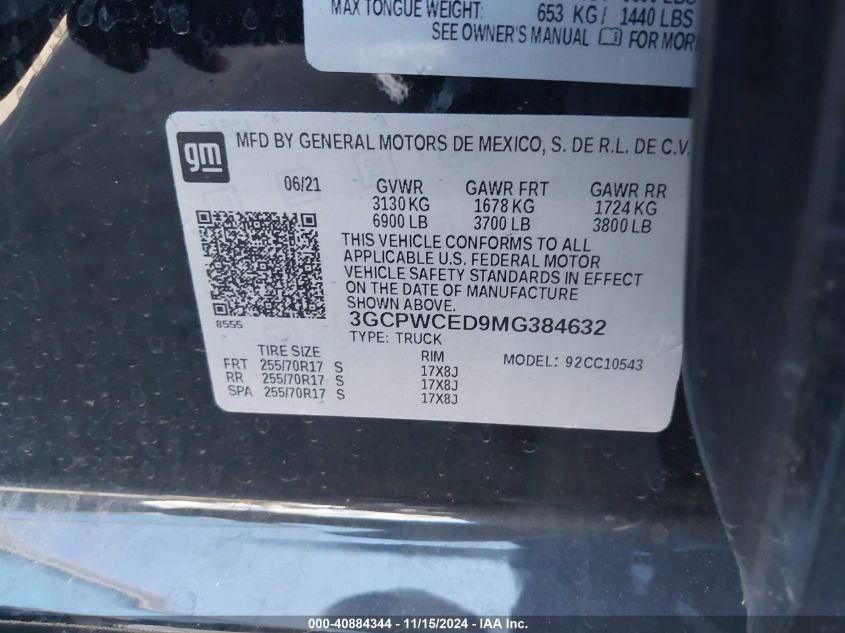 MAX TONGUE WEIGHT: 653 KG/ 1440 LBS
SEE OWNER'S MANUAL FOR MOR
gm
MFD BY GENERAL MOTORS DE MEXICO, S. DE R.L. DE C.V.
06/21 GVWR GAWR FRT GAWR RR
3130 KG 1678 KG 1724 KG
6900 LB 3700 LB 3800 LB
THIS VEHICLE CONFORMS TO ALL
APPLICABLE U.S. FEDERAL MOTOR
VEHICLE SAFETY STANDARDS IN EFFECT
ON THE DATE OF MANUFACTURE
SHOWN ABOVE.
8555
3GCPWCED9MG384632
TYPE: TRUCK
TIRE SIZE RIM MODEL: 92CC10543
FRT 255/70R17 S 17X8J
RR 255/70R17 S 17X8J
SPA 255/70R17 S 17X8J
000-40884344 - 11/15/2024 - IAA Inc.